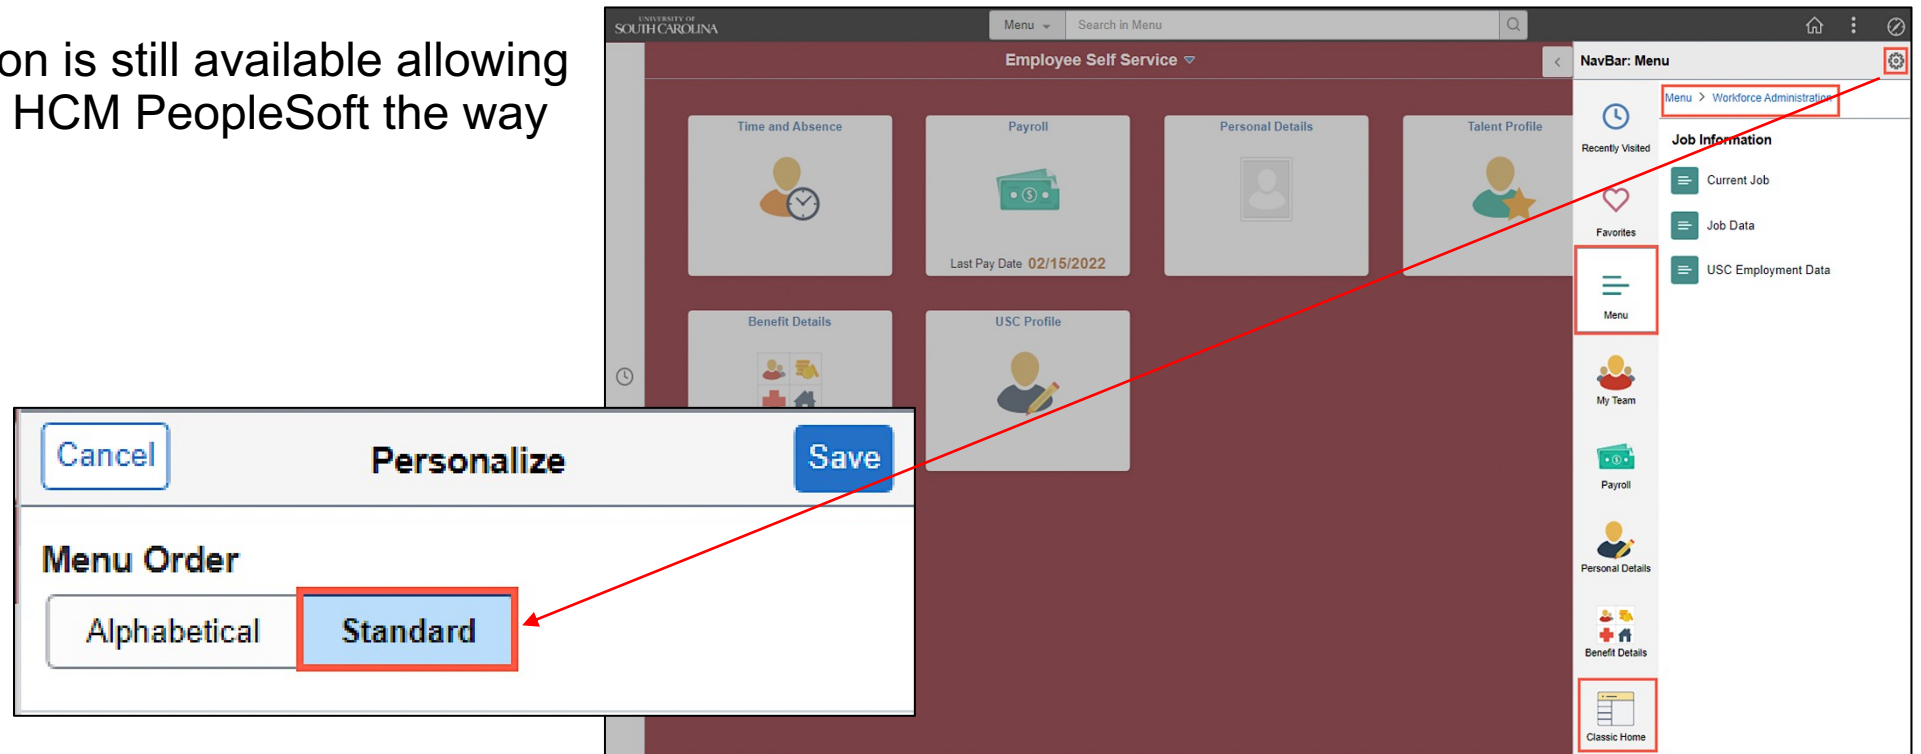 on is still available allowing
HCM PeopleSoft the way
UNIVERSITY OF
SOUTH CAROLINA
Menu
Search in Menu
Employee Self Service
NavBar: Menu
Menu > Workforce Administration
Time and Absence
Payroll
Last Pay Date 02/15/2022
Personal Details
Talent Profile
Benefit Details
USC Profile
Recently Visited
Favorites
Menu
My Team
Payroll
Personal Details
Benefit Details
Classic Home
Job Information
Current Job
Job Data
USC Employment Data
Cancel
Personalize
Save
Menu Order
Alphabetical
Standard